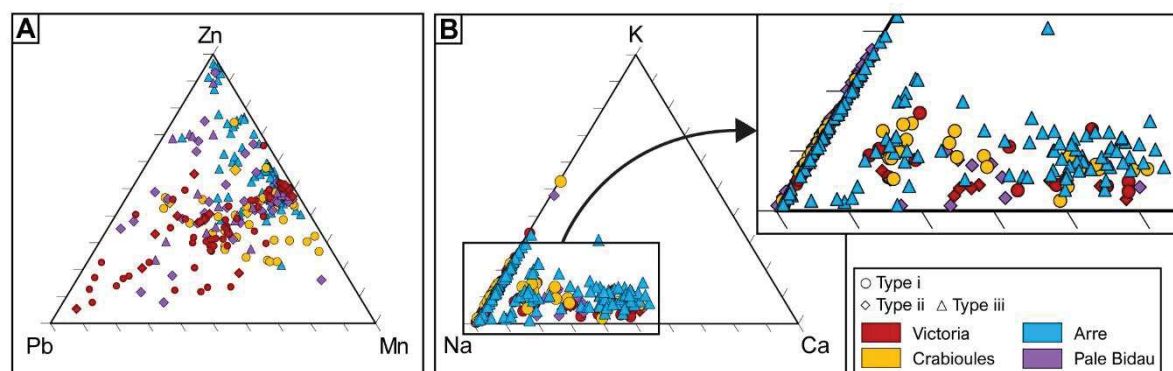 A
Zn
Pb
Mn
B
K
Na
Ca
Type i
Type ii
Type iii
Victoria
Arre
Crabioules
Pale Bidau